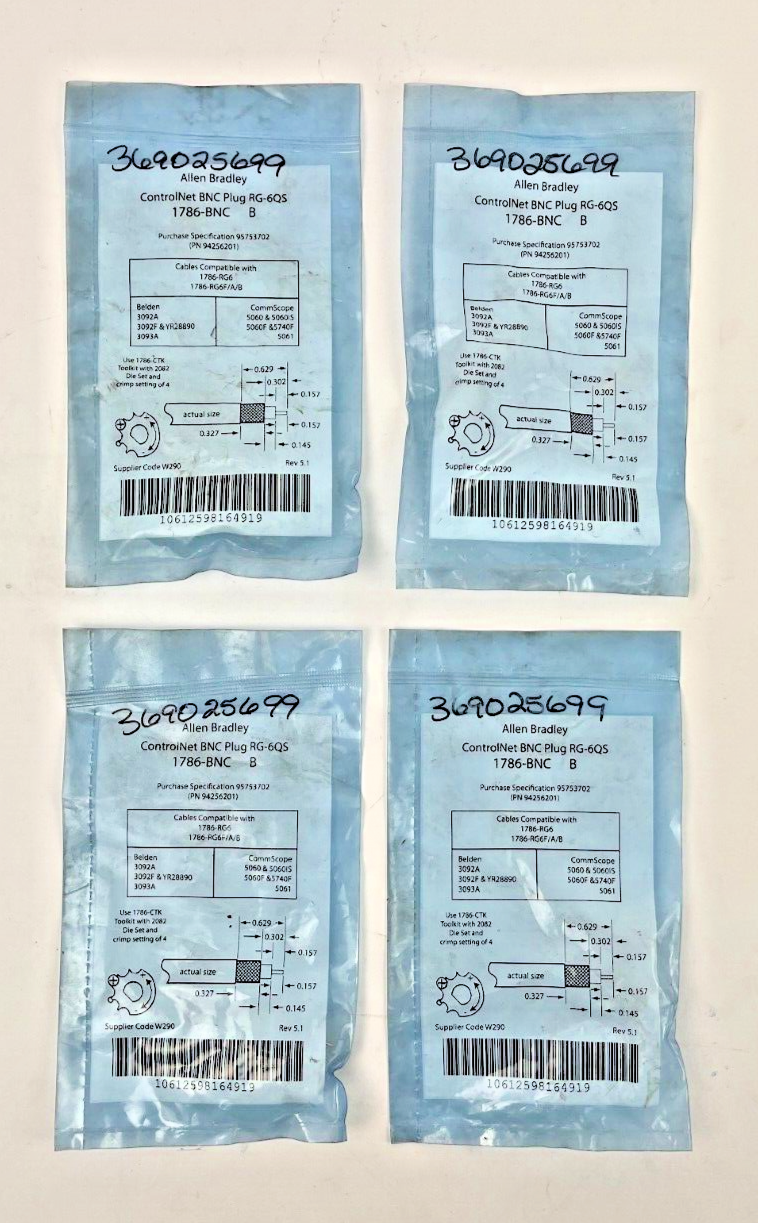 369025699
Allen Bradley
ControlNet BNC Plug RG-6QS
1786-BNC B
Purchase Specification 95753702
(PN 94256201)
Cables Compatible with
1786-RG6
1786-RG6F/A/B
Belden CommScope
3092A 5060 & 5060IS
3092F & YR28890 5060F &5740F
3093A 5061
Use 1786-CTK
Toolkit with 2082
Die Set and
crimp setting of 4
0.629
0.302
0.157
actual size
0.157
0.327
0.145
Supplier Code W290 Rev 5.1
10612598164919
369025699
Allen Bradley
ControlNet BNC Plug RG-6QS
1786-BNC B
Purchase Specification 95753702
(PN 94256201)
Cables Compatible with
1786-RG6
1786-RG6F/A/B
Belden CommScope
3092A 5060 & 5060IS
3092F & YR28890 5060F &5740F
3093A 5061
Use 1786-CTK
Toolkit with 2082
Die Set and
crimp setting of 4
0.629
0.302
0.157
actual size
0.157
0.327
0.145
Supplier Code W290 Rev 5.1
10612598164919
369025699
Allen Bradley
ControlNet BNC Plug RG-6QS
1786-BNC B
Purchase Specification 95753702
(PN 94256201)
Cables Compatible with
1786-RG6
1786-RG6F/A/B
Belden CommScope
3092A 5060 & 5060IS
3092F & YR28890 5060F &5740F
3093A 5061
Use 1786-CTK
Toolkit with 2082
Die Set and
crimp setting of 4
0.629
0.302
0.157
actual size
0.157
0.327
0.145
Supplier Code W290 Rev 5.1
10612598164919
369025699
Allen Bradley
ControlNet BNC Plug RG-6QS
1786-BNC B
Purchase Specification 95753702
(PN 94256201)
Cables Compatible with
1786-RG6
1786-RG6F/A/B
Belden CommScope
3092A 5060 & 5060IS
3092F & YR28890 5060F &5740F
3093A 5061
Use 1786-CTK
Toolkit with 2082
Die Set and
crimp setting of 4
0.629
0.302
0.157
actual size
0.157
0.327
0.145
Supplier Code W290 Rev 5.1
10612598164919